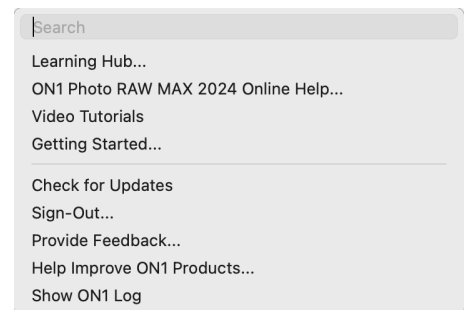 Search
Learning Hub...
ON1 Photo RAW MAX 2024 Online Help...
Video Tutorials
Getting Started...
Check for Updates
Sign-Out...
Provide Feedback...
Help Improve ON1 Products...
Show ON1 Log